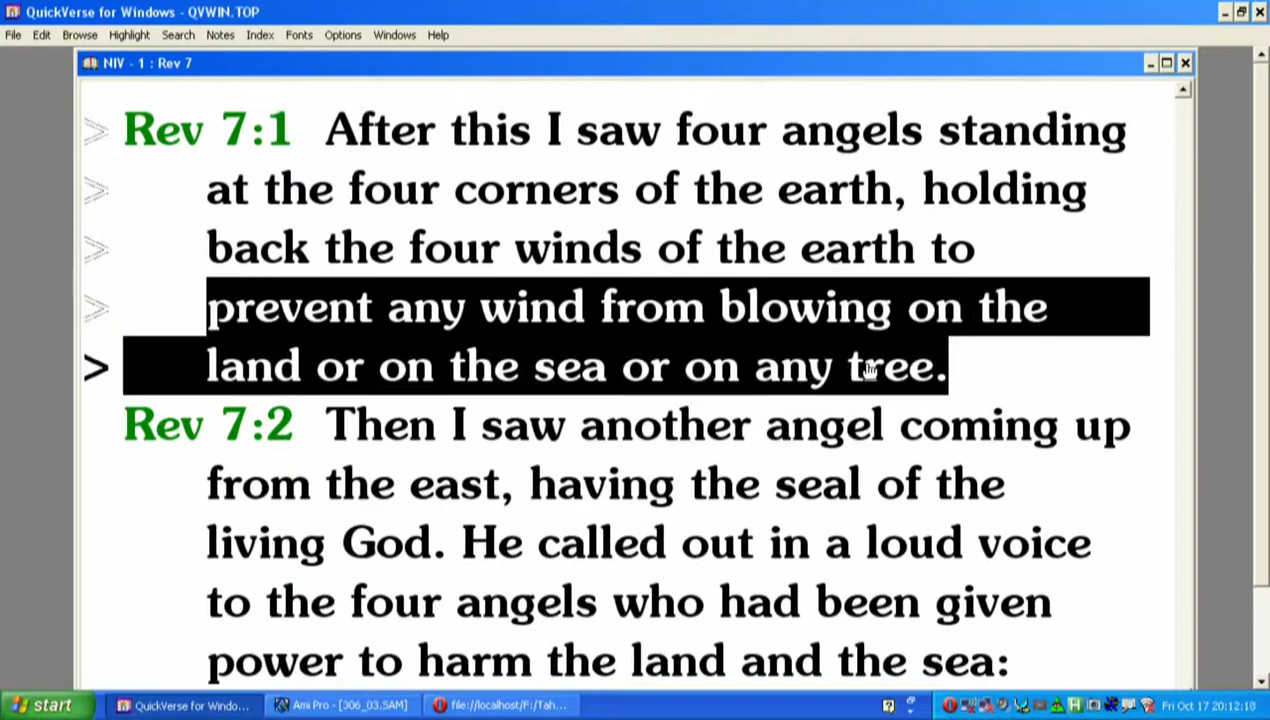 QuickVerse for Windows - QVWIN.TOP
File Edit Browse Highlight Search Notes Index Fonts Options Windows Help
NIV - 1 : Rev 7
Rev 7:1 After this I saw four angels standing
at the four corners of the earth, holding
back the four winds of the earth to
prevent any wind from blowing on the
> land or on the sea or on any tree.
Rev 7:2 Then I saw another angel coming up
from the east, having the seal of the
living God. He called out in a loud voice
to the four angels who had been given
power to harm the land and the sea:
start QuickVerse for Windo... Ami Pro - [306_03.SAM] file://localhost/F:/Tah... Fri Oct 17 20:12:18